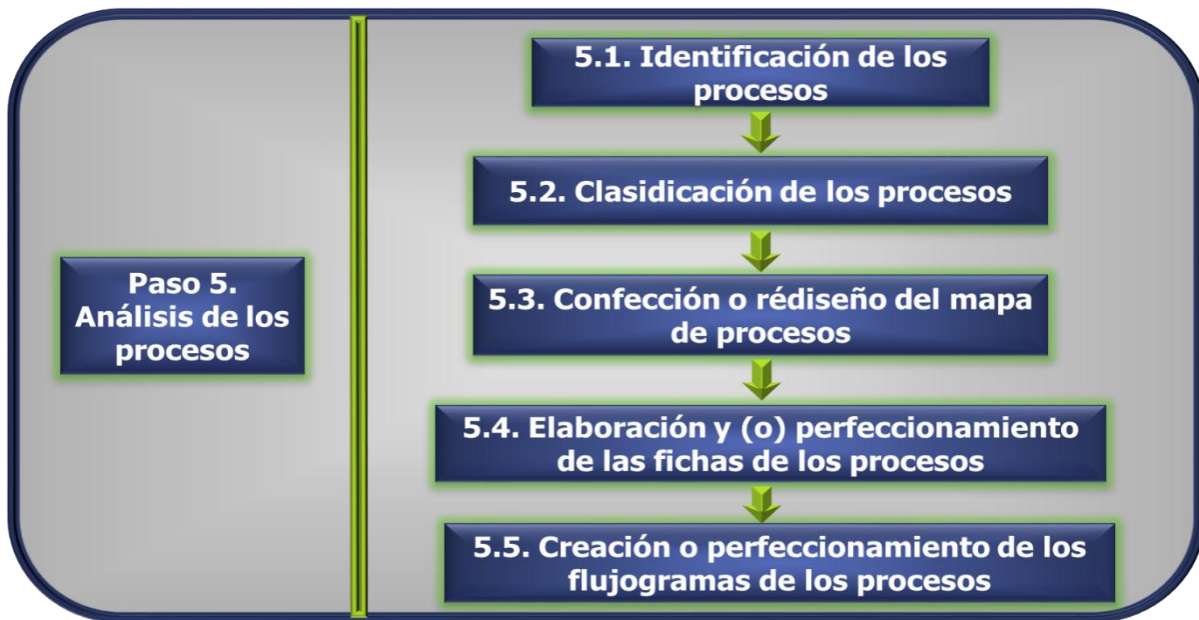 5.1. Identificación de los
procesos
5.2. Clasidicación de los procesos
Paso 5.
Análisis de los
procesos
5.3. Confección o rédiseño del mapa
de procesos
5.4. Elaboración y (o) perfeccionamiento
de las fichas de los procesos
5.5. Creación o perfeccionamiento de los
flujogramas de los procesos